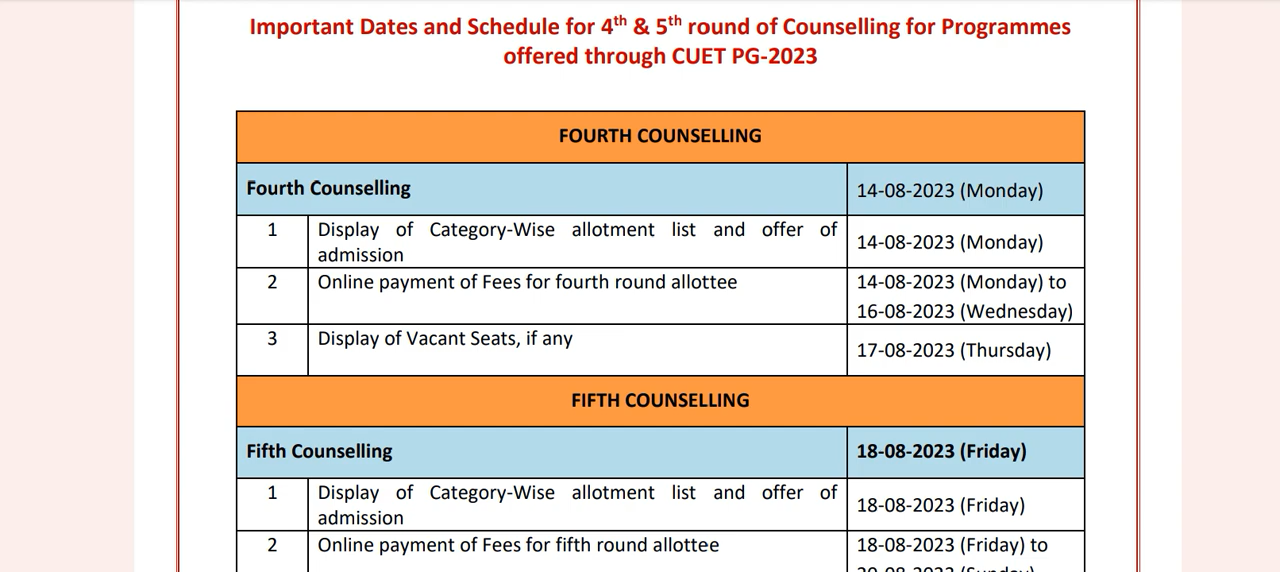 Important Dates and Schedule for 4th & 5th round of Counselling for Programmes
offered through CUET PG-2023
FOURTH COUNSELLING
Fourth Counselling
14-08-2023 (Monday)
1
Display of Category-Wise allotment list and offer of
admission
14-08-2023 (Monday)
2
Online payment of Fees for fourth round allottee
14-08-2023 (Monday) to
16-08-2023 (Wednesday)
3
Display of Vacant Seats, if any
17-08-2023 (Thursday)
FIFTH COUNSELLING
Fifth Counselling
18-08-2023 (Friday)
1
Display of Category-Wise allotment list and offer of
admission
18-08-2023 (Friday)
2
Online payment of Fees for fifth round allottee
18-08-2023 (Friday) to